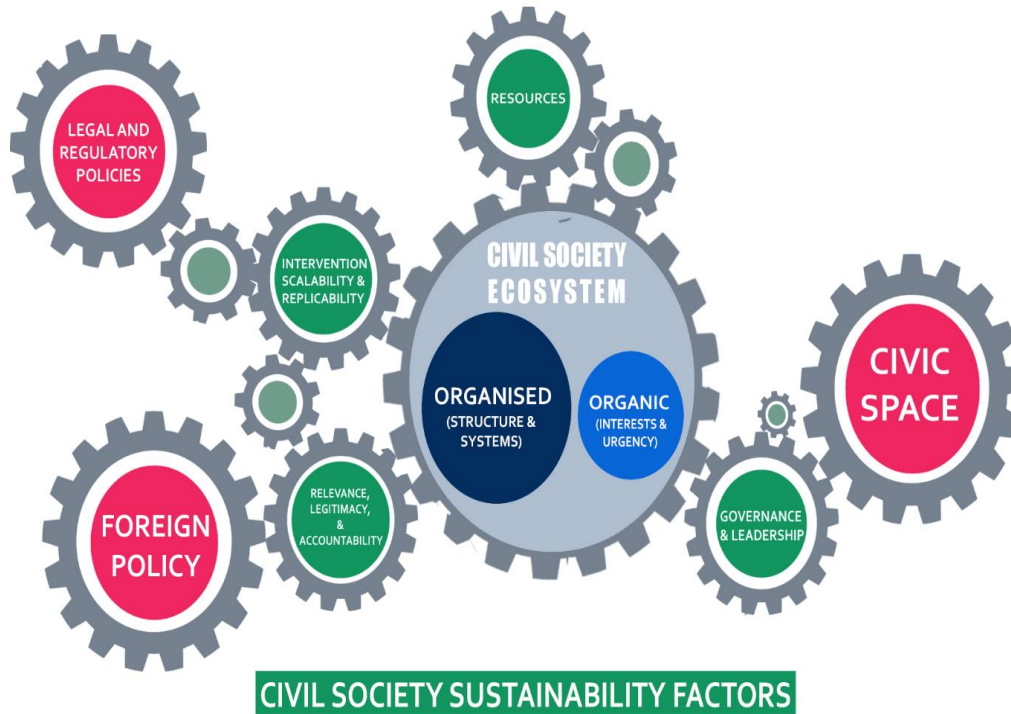 RESOURCES
LEGAL AND
REGULATORY
POLICIES
INTERVENTION
SCALABILITY &
REPLICABILITY
CIVIL SOCIETY
ECOSYSTEM
ORGANISED
(STRUCTURE &
SYSTEMS)
ORGANIC
(INTERESTS &
URGENCY)
CIVIC
SPACE
FOREIGN
POLICY
RELEVANCE,
LEGITIMACY,
&
ACCOUNTABILITY
GOVERNANCE
& LEADERSHIP
CIVIL SOCIETY SUSTAINABILITY FACTORS